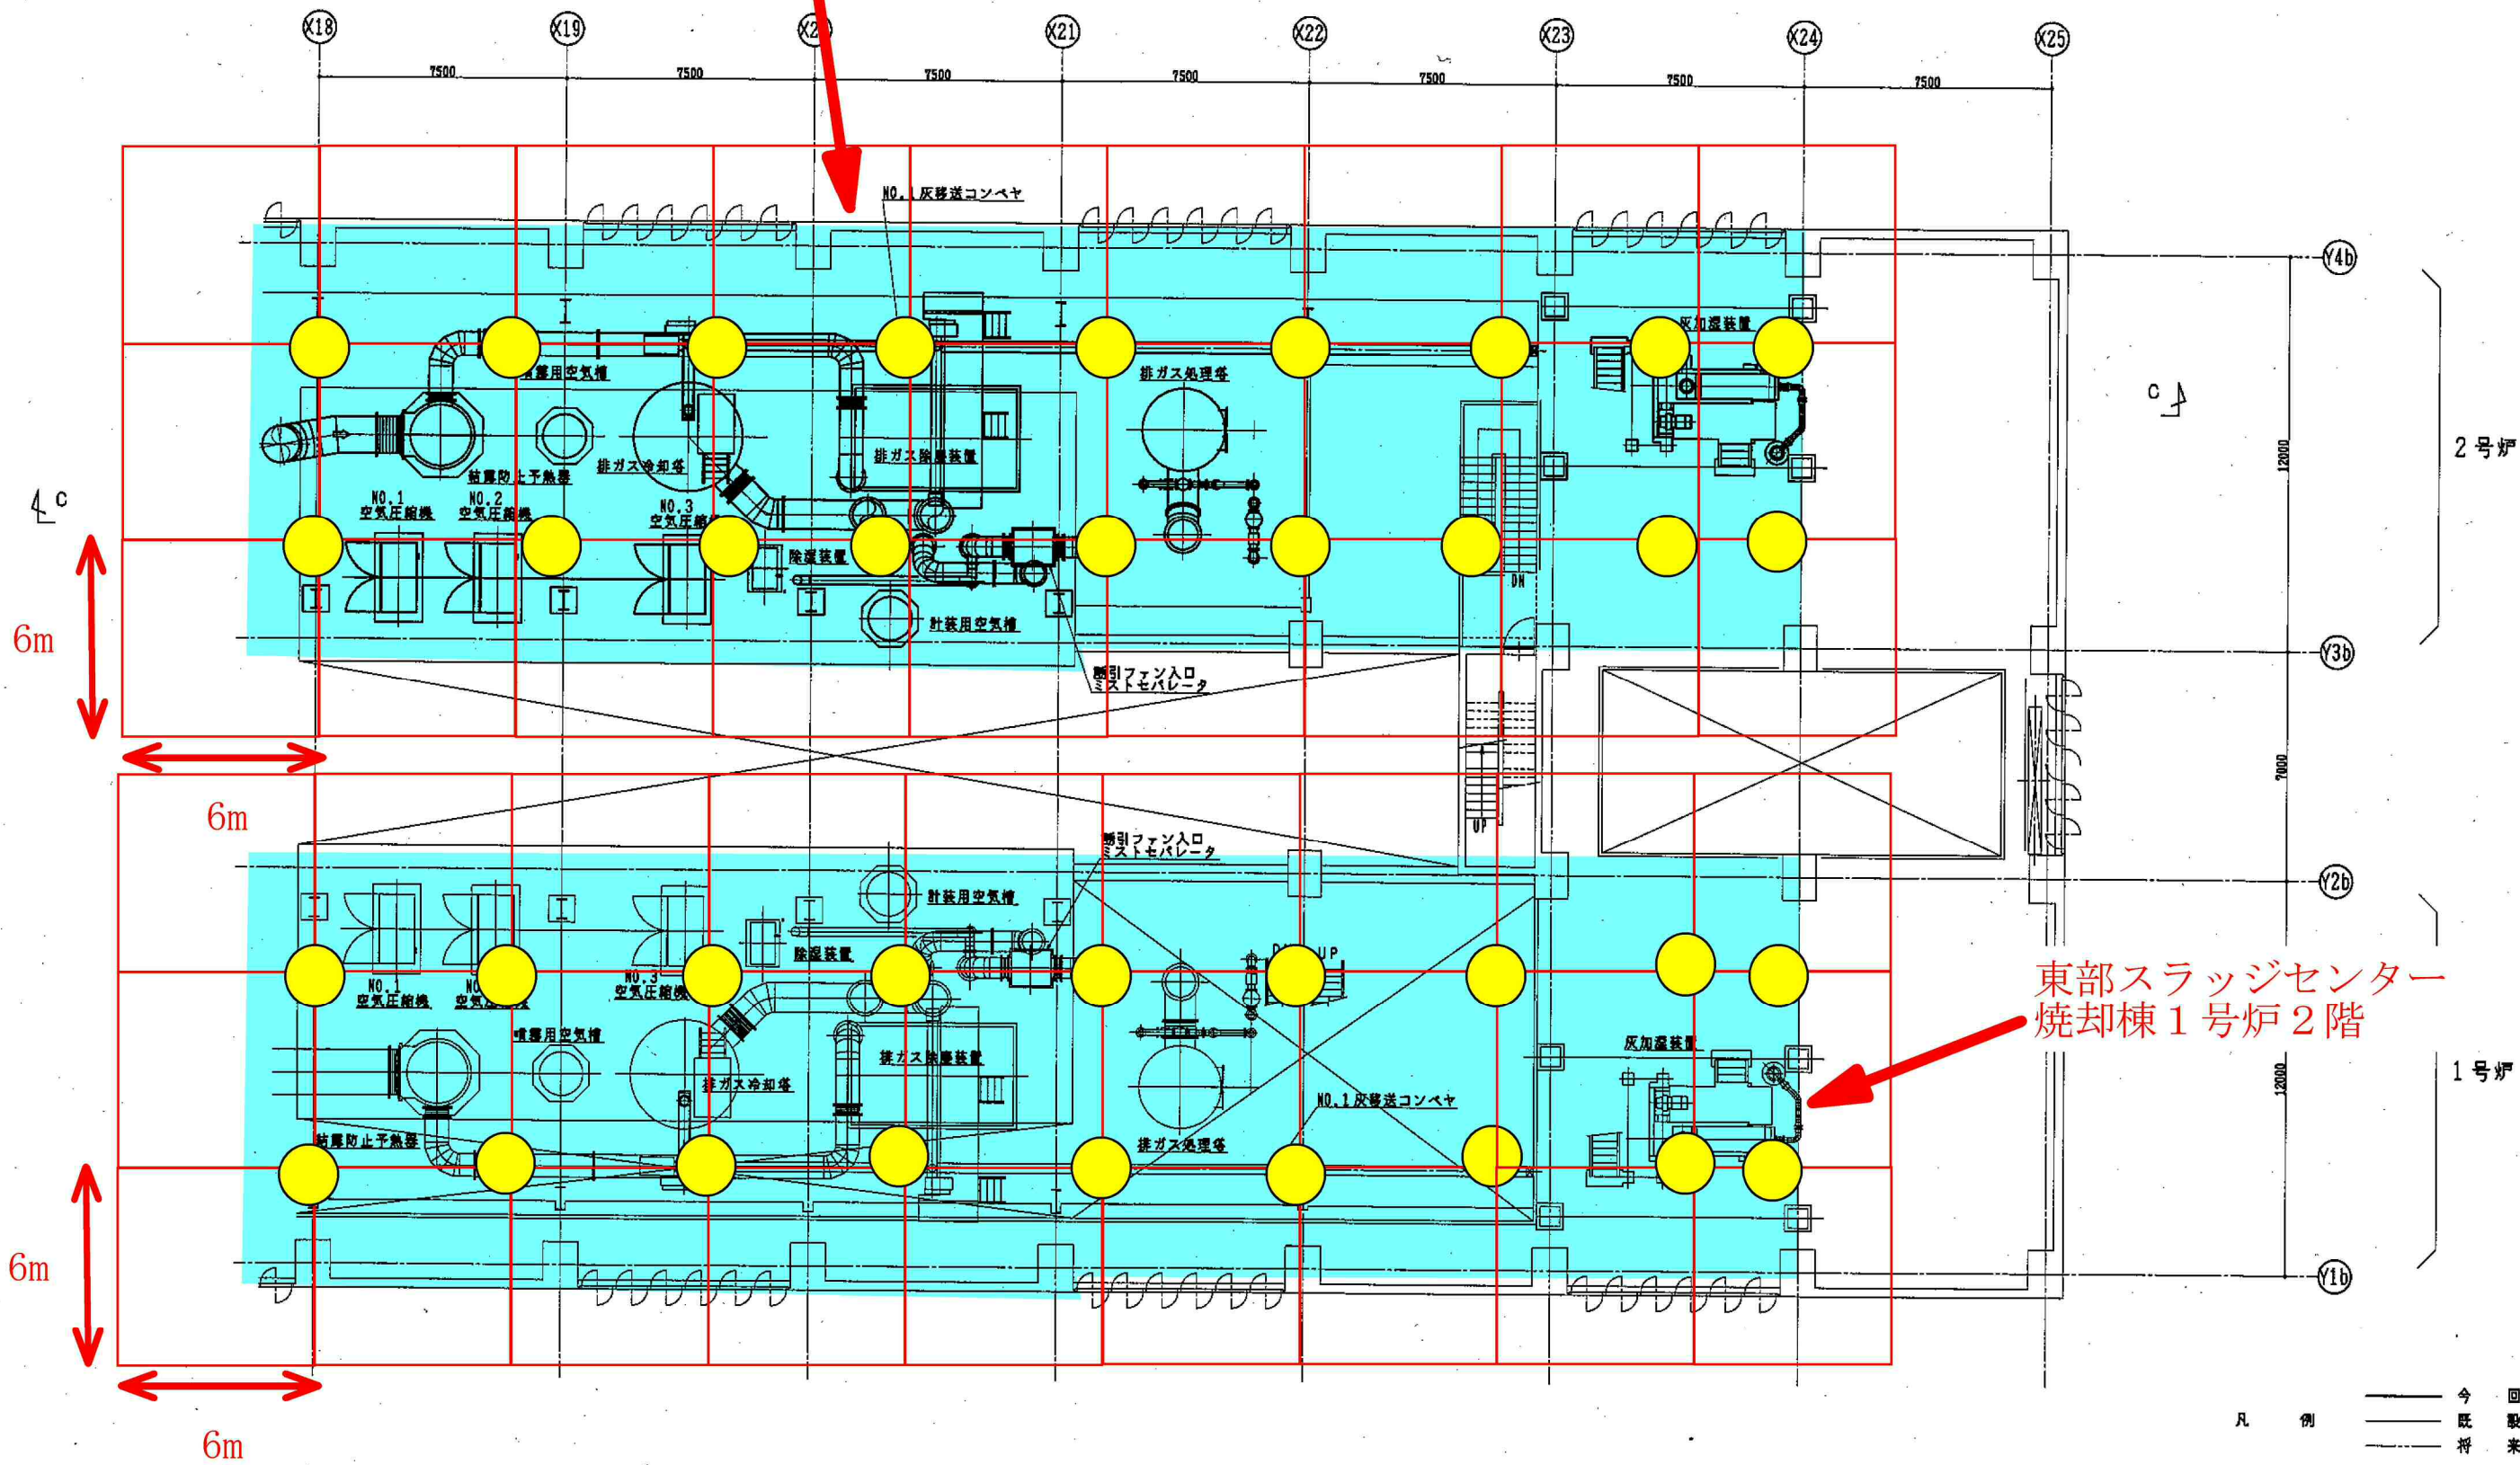 X18
X19
X21
X22
X23
X24
X25
7500
7500
7500
7500
7500
7500
7500
NO.1灰移送コンベヤ
Y4b
灰加湿装置
噴霧用空気槽
排ガス処理塔
C
2号炉
12000
排ガス冷却塔
排ガス除塵装置
結露防止予熱器
C
NO.1
空気圧縮機
NO.2
空気圧縮機
NO.3
空気圧縮機
除湿装置
DN
6m
計装用空気槽
Y3b
誘引ファン入口
ミストセパレータ
7000
6m
UP
誘引ファン入口
ミストセパレータ
Y2b
計装用空気槽
除湿装置
UP
NO.1
空気圧縮機
空気
NO.3
空気圧縮機
東部スラッジセンター
焼却棟1号炉2階
噴霧用空気槽
排ガス除塵装置
灰加湿装置
1号炉
12000
排ガス冷却塔
NO.1灰移送コンベヤ
結露防止予熱器
排ガス処理塔
6m
Y1b
6m
凡 例
今 回
既 設
将 来